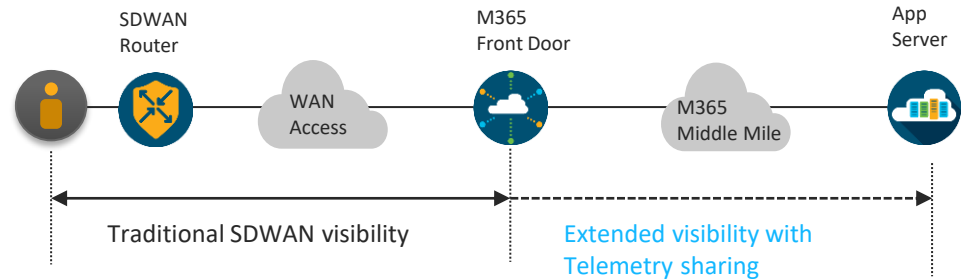 SDWAN
Router
M365
Front Door
App
Server
WAN
Access
M365
Middle Mile
Traditional SDWAN visibility
Extended visibility with
Telemetry sharing